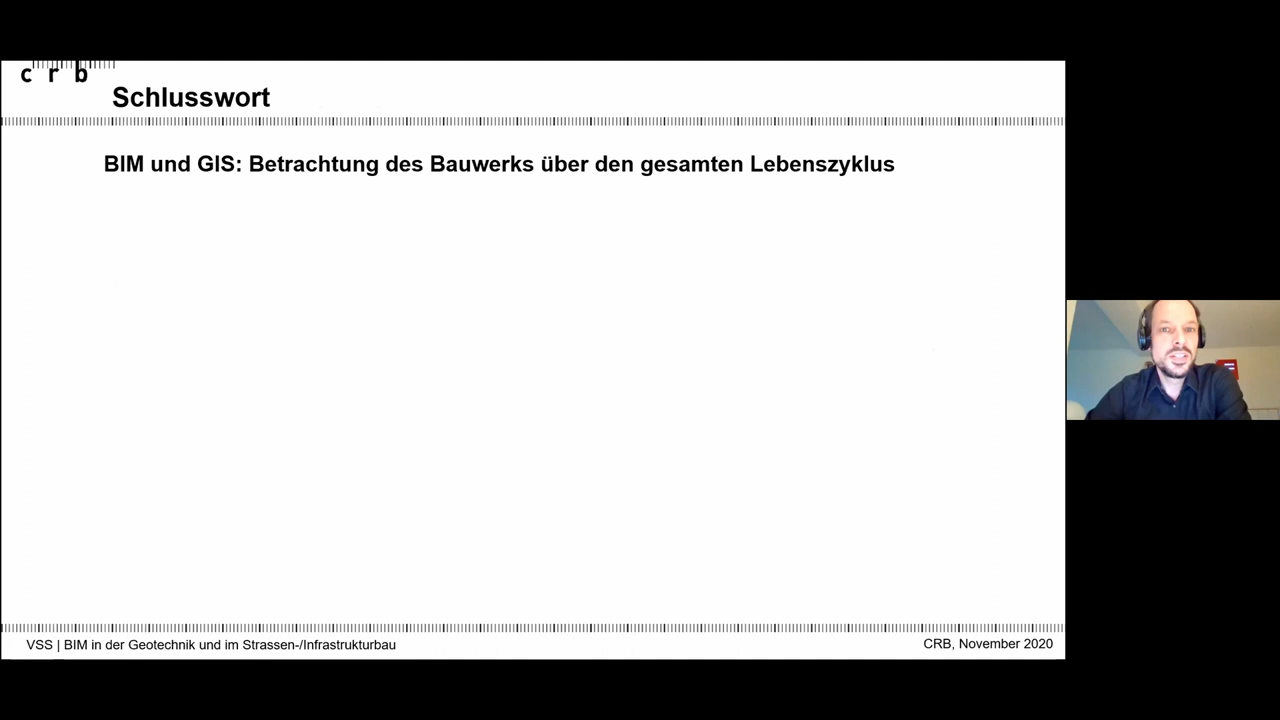 crb
Schlusswort
BIM und GIS: Betrachtung des Bauwerks über den gesamten Lebenszyklus
VSS | BIM in der Geotechnik und im Strassen-/Infrastrukturbau
CRB, November 2020